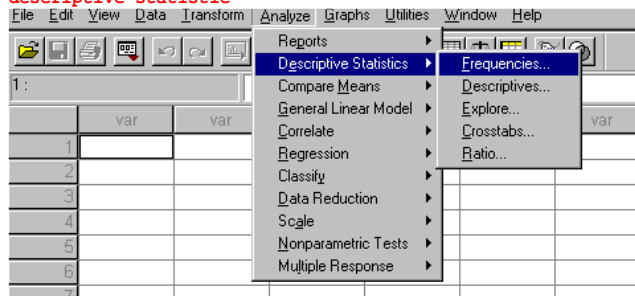 descriptive statistic
File Edit View Data Transform Analyze Graphs Utilities Window Help
Reports
Descriptive Statistics
Frequencies...
Compare Means
Descriptives...
General Linear Model
Explore...
Correlate
Crosstabs...
Regression
Ratio...
Classify
Data Reduction
Scale
Nonparametric Tests
Multiple Response
1 :
var var var
1
2
3
4
5
6
7